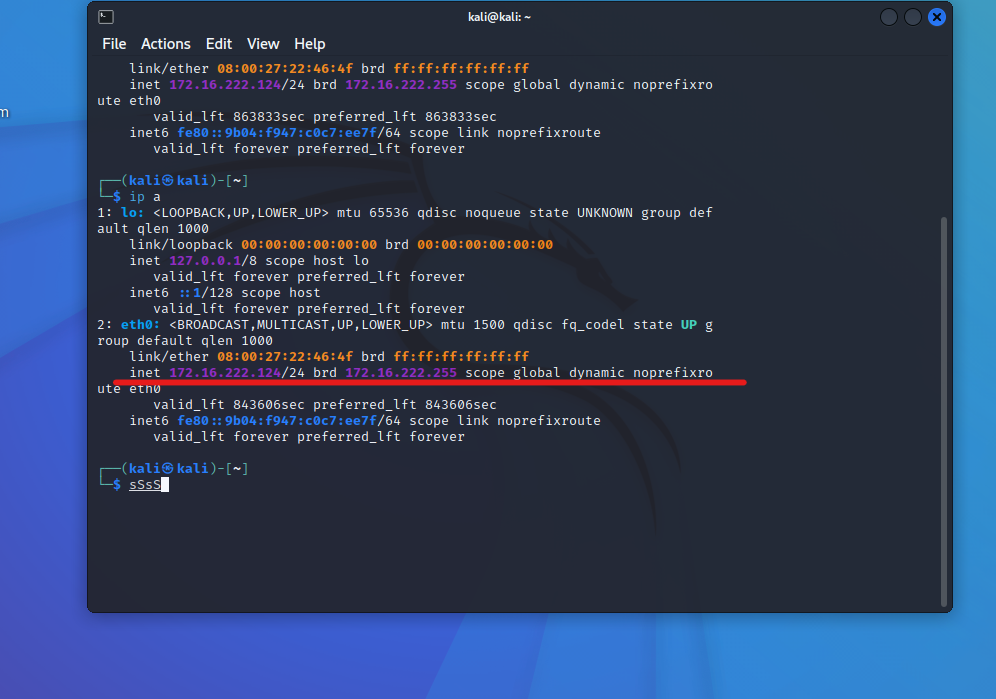 kali@kali: ~
File Actions Edit View Help
m
link/ether 08:00:27:22:46:4f brd ff:ff:ff:ff:ff:ff
inet 172.16.222.124/24 brd 172.16.222.255 scope global dynamic noprefixro
ute eth0
valid_lft 863833sec preferred_lft 863833sec
inet6 fe80::9b04:f947:c0c7:ee7f/64 scope link noprefixroute
valid_lft forever preferred_lft forever
┌──(kali㉿kali)-[~]
└─$ ip a
1: lo: <LOOPBACK,UP,LOWER_UP> mtu 65536 qdisc noqueue state UNKNOWN group def
ault qlen 1000
link/loopback 00:00:00:00:00:00 brd 00:00:00:00:00:00
inet 127.0.0.1/8 scope host lo
valid_lft forever preferred_lft forever
inet6 ::1/128 scope host
valid_lft forever preferred_lft forever
2: eth0: <BROADCAST,MULTICAST,UP,LOWER_UP> mtu 1500 qdisc fq_codel state UP g
roup default qlen 1000
link/ether 08:00:27:22:46:4f brd ff:ff:ff:ff:ff:ff
inet 172.16.222.124/24 brd 172.16.222.255 scope global dynamic noprefixro
ute eth0
valid_lft 843606sec preferred_lft 843606sec
inet6 fe80::9b04:f947:c0c7:ee7f/64 scope link noprefixroute
valid_lft forever preferred_lft forever
┌──(kali㉿kali)-[~]
└─$ sSsS